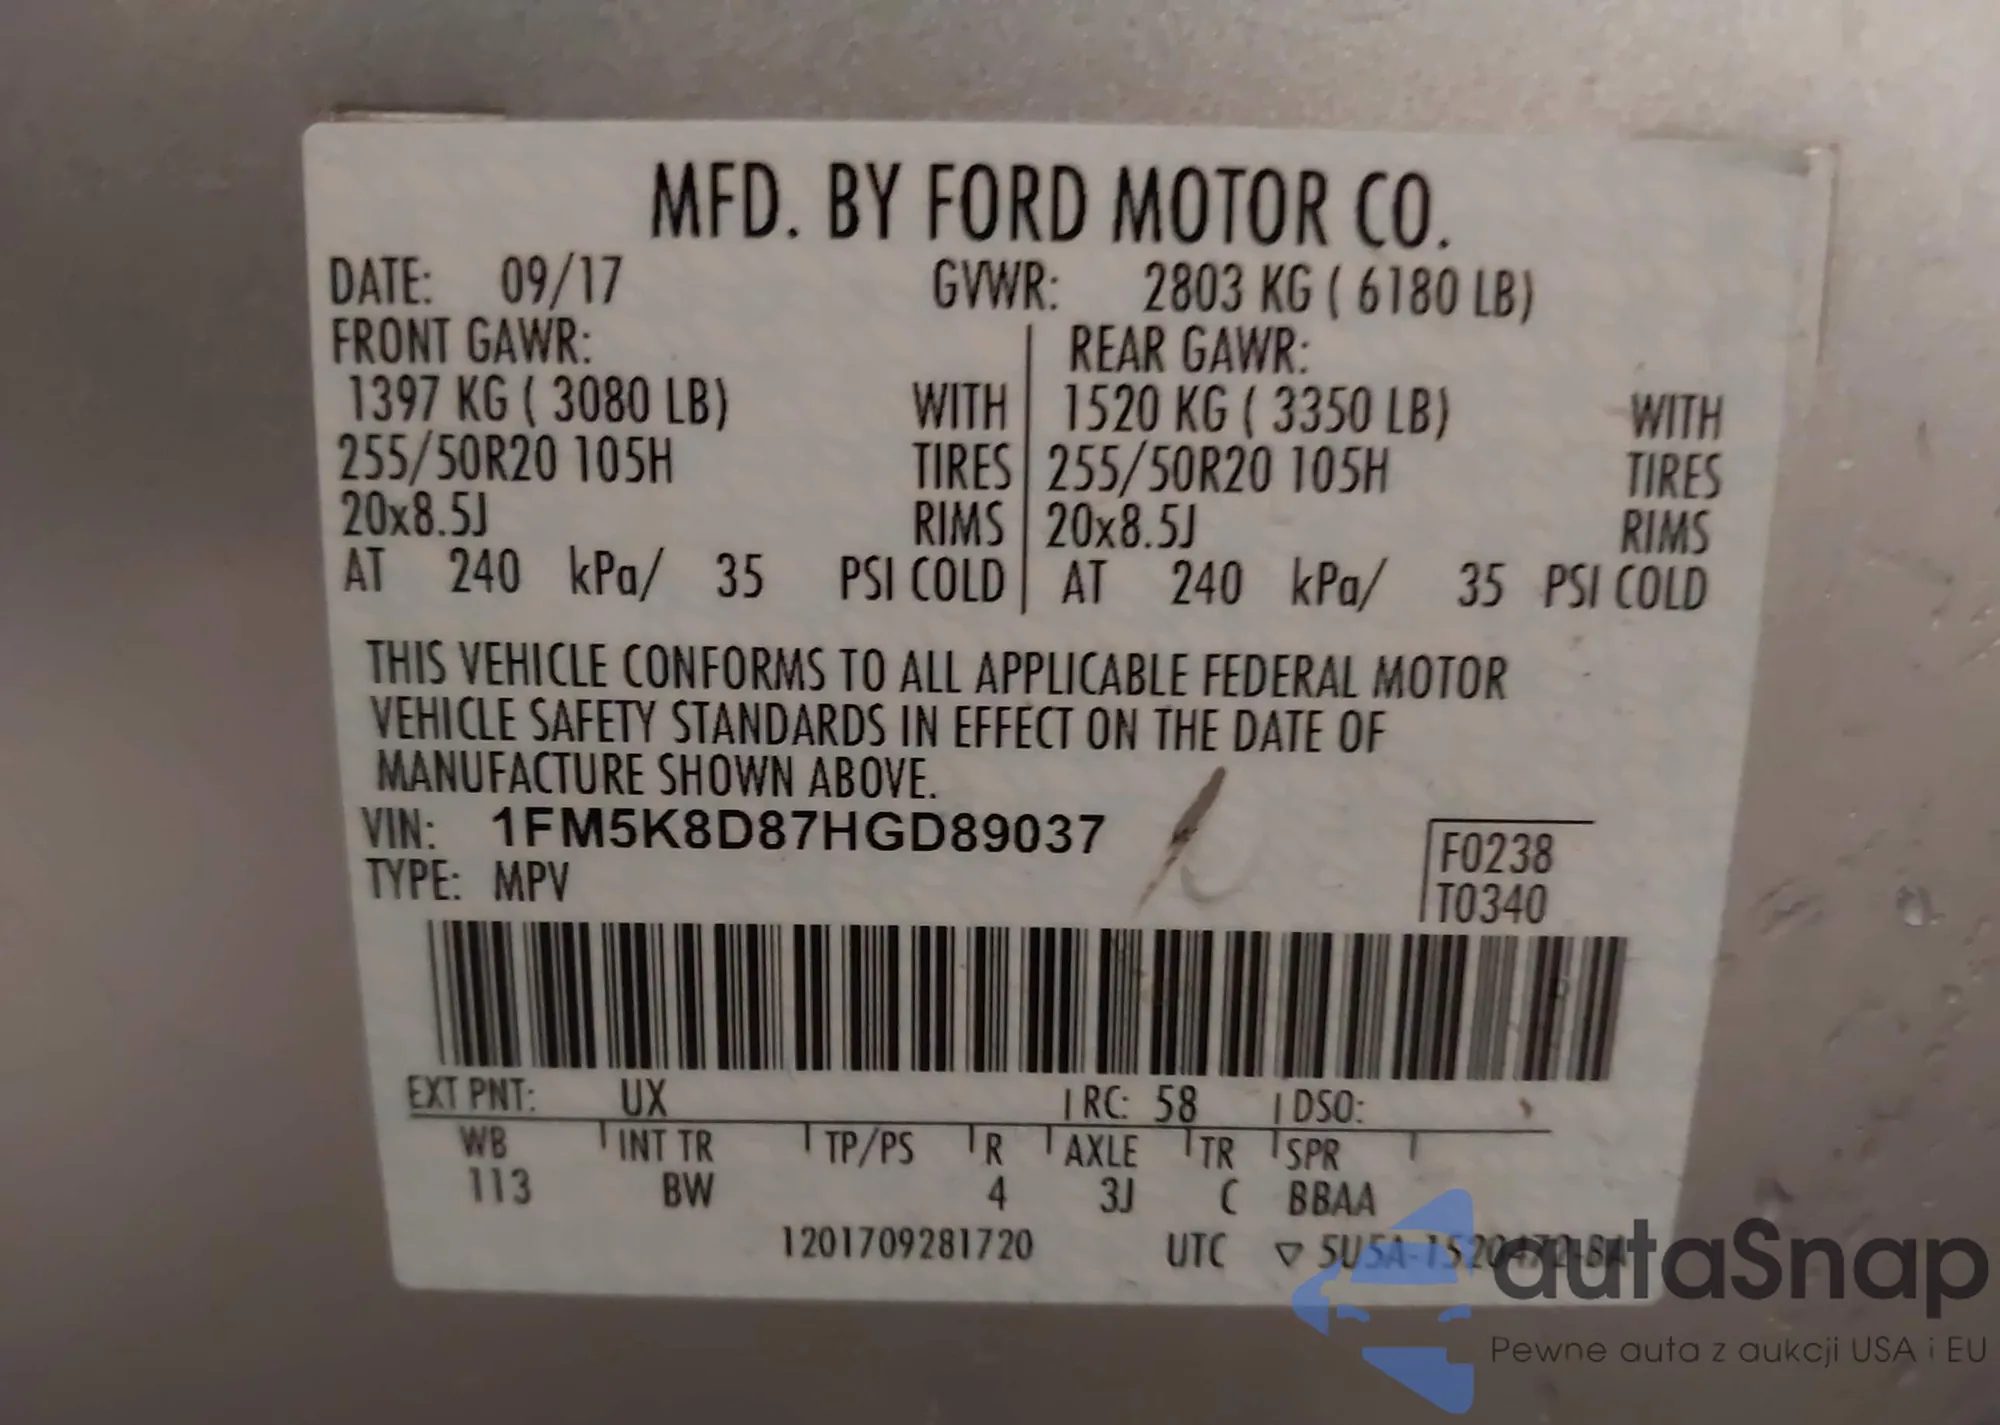 MFD. BY FORD MOTOR CO.
DATE: 09/17 GVWR: 2803 KG ( 6180 LB)
FRONT GAWR: REAR GAWR:
1397 KG ( 3080 LB) WITH 1520 KG ( 3350 LB) WITH
255/50R20 105H TIRES 255/50R20 105H TIRES
20x8.5J RIMS 20x8.5J RIMS
AT 240 kPa/ 35 PSI COLD AT 240 kPa/ 35 PSI COLD
THIS VEHICLE CONFORMS TO ALL APPLICABLE FEDERAL MOTOR
VEHICLE SAFETY STANDARDS IN EFFECT ON THE DATE OF
MANUFACTURE SHOWN ABOVE.
VIN: 1FM5K8D87HGD89037
F0238
TYPE: MPV
T0340
EXT PNT: UX RC: 58 DSO:
WB INT TR TP/PS R AXLE TR SPR
113 BW 4 3J C BBAA
1201709281720 UTC ▽ 5U5A-1520472-BA
autaSnap
Pewne auta z aukcji USA i EU